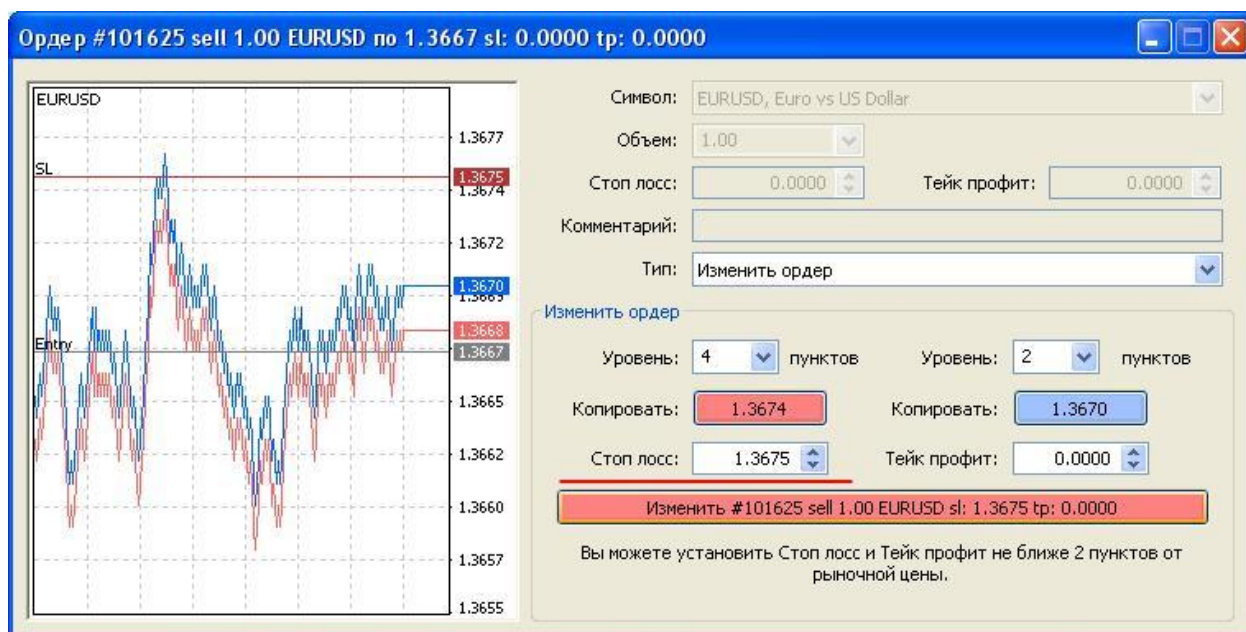 Ордер #101625 sell 1.00 EURUSD по 1.3667 sl: 0.0000 tp: 0.0000
EURUSD
SL
Entry
1.3677
1.3675
1.3674
1.3672
1.3670
1.3669
1.3668
1.3667
1.3665
1.3662
1.3660
1.3657
1.3655
Символ: EURUSD, Euro vs US Dollar
Объем: 1.00
Стоп лосс: 0.0000 Тейк профит: 0.0000
Комментарий:
Тип: Изменить ордер
Изменить ордер
Уровень: 4 пунктов Уровень: 2 пунктов
Копировать: 1.3674 Копировать: 1.3670
Стоп лосс: 1.3675 Тейк профит: 0.0000
Изменить #101625 sell 1.00 EURUSD sl: 1.3675 tp: 0.0000
Вы можете установить Стоп лосс и Тейк профит не ближе 2 пунктов от
рыночной цены.